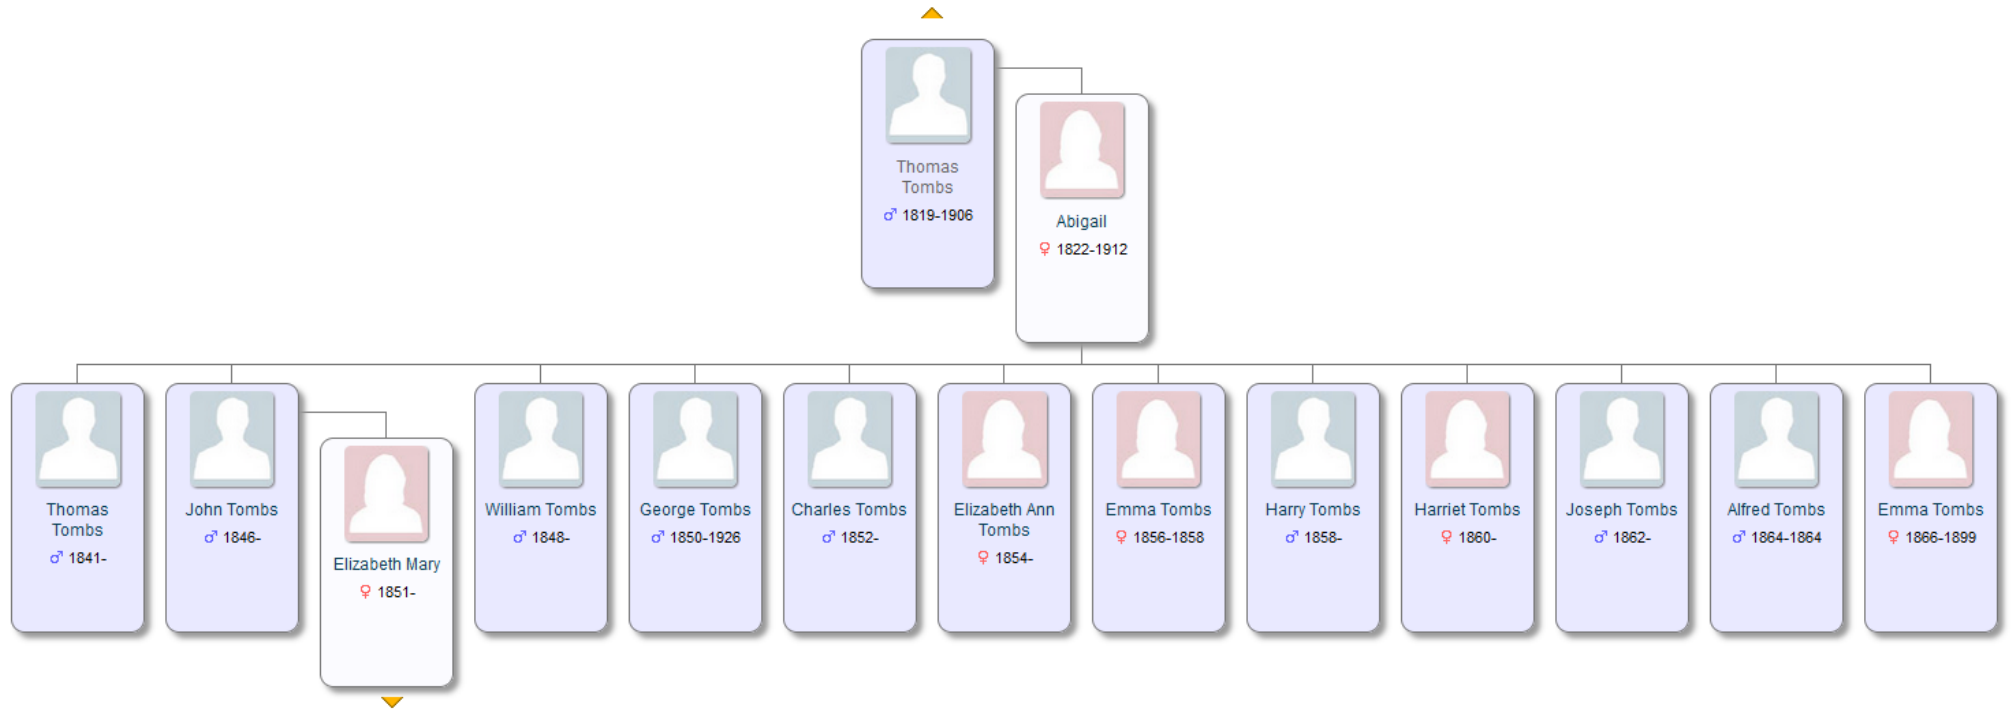 Thomas
Tombs
♂ 1819-1906
Abigail
♀ 1822-1912
Thomas
Tombs
♂ 1841-
John Tombs
♂ 1846-
Elizabeth Mary
♀ 1851-
William Tombs
♂ 1848-
George Tombs
♂ 1850-1926
Charles Tombs
♂ 1852-
Elizabeth Ann
Tombs
♀ 1854-
Emma Tombs
♀ 1856-1858
Harry Tombs
♂ 1858-
Harriet Tombs
♀ 1860-
Joseph Tombs
♂ 1862-
Alfred Tombs
♂ 1864-1864
Emma Tombs
♀ 1866-1899